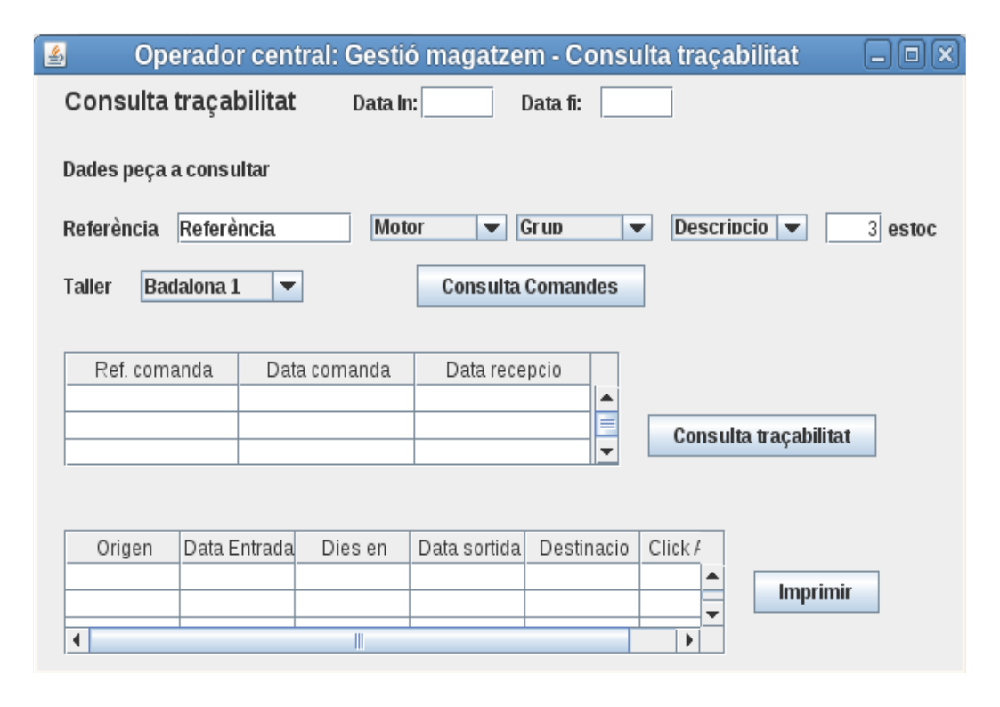 Operador central: Gestió magatzem - Consulta traçabilitat
Consulta traçabilitat Data In: Data fi:
Dades peça a consultar
Referència Referència Motor Grup Descripcio 3 estoc
Taller Badalona 1 Consulta Comandes
Ref. comanda Data comanda Data recepcio
Consulta traçabilitat
Origen Data Entrada Dies en Data sortida Destinacio Click
Imprimir